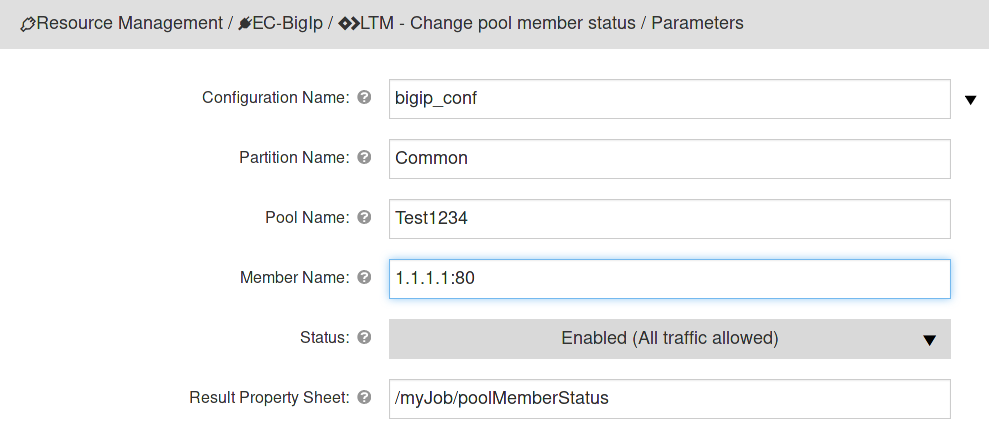 Resource Management / EC-BigIp / LTM - Change pool member status / Parameters
Configuration Name: bigip_conf
Partition Name: Common
Pool Name: Test1234
Member Name: 1.1.1.1:80
Status: Enabled (All traffic allowed)
Result Property Sheet: /myJob/poolMemberStatus